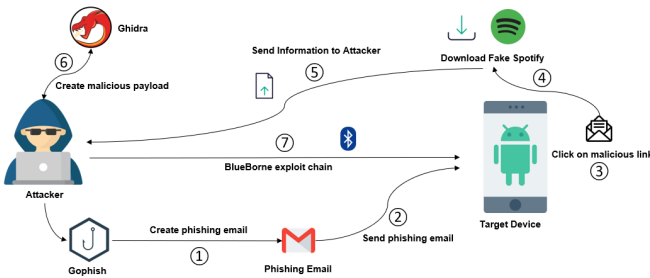 Ghidra
⑥
Create malicious payload
Attacker
Send Information to Attacker
⑤
Download Fake Spotify
④
⑦
BlueBorne exploit chain
Click on malicious link
③
Target Device
②
Send phishing email
Create phishing email
①
Gophish
Phishing Email